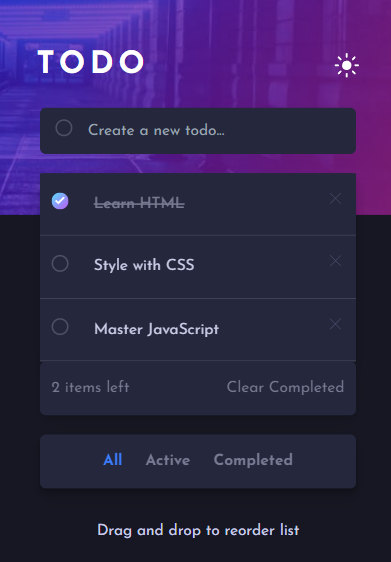 TODO
Create a new todo...
Learn HTML
Style with CSS
Master JavaScript
2 items left Clear Completed
All Active Completed
Drag and drop to reorder list